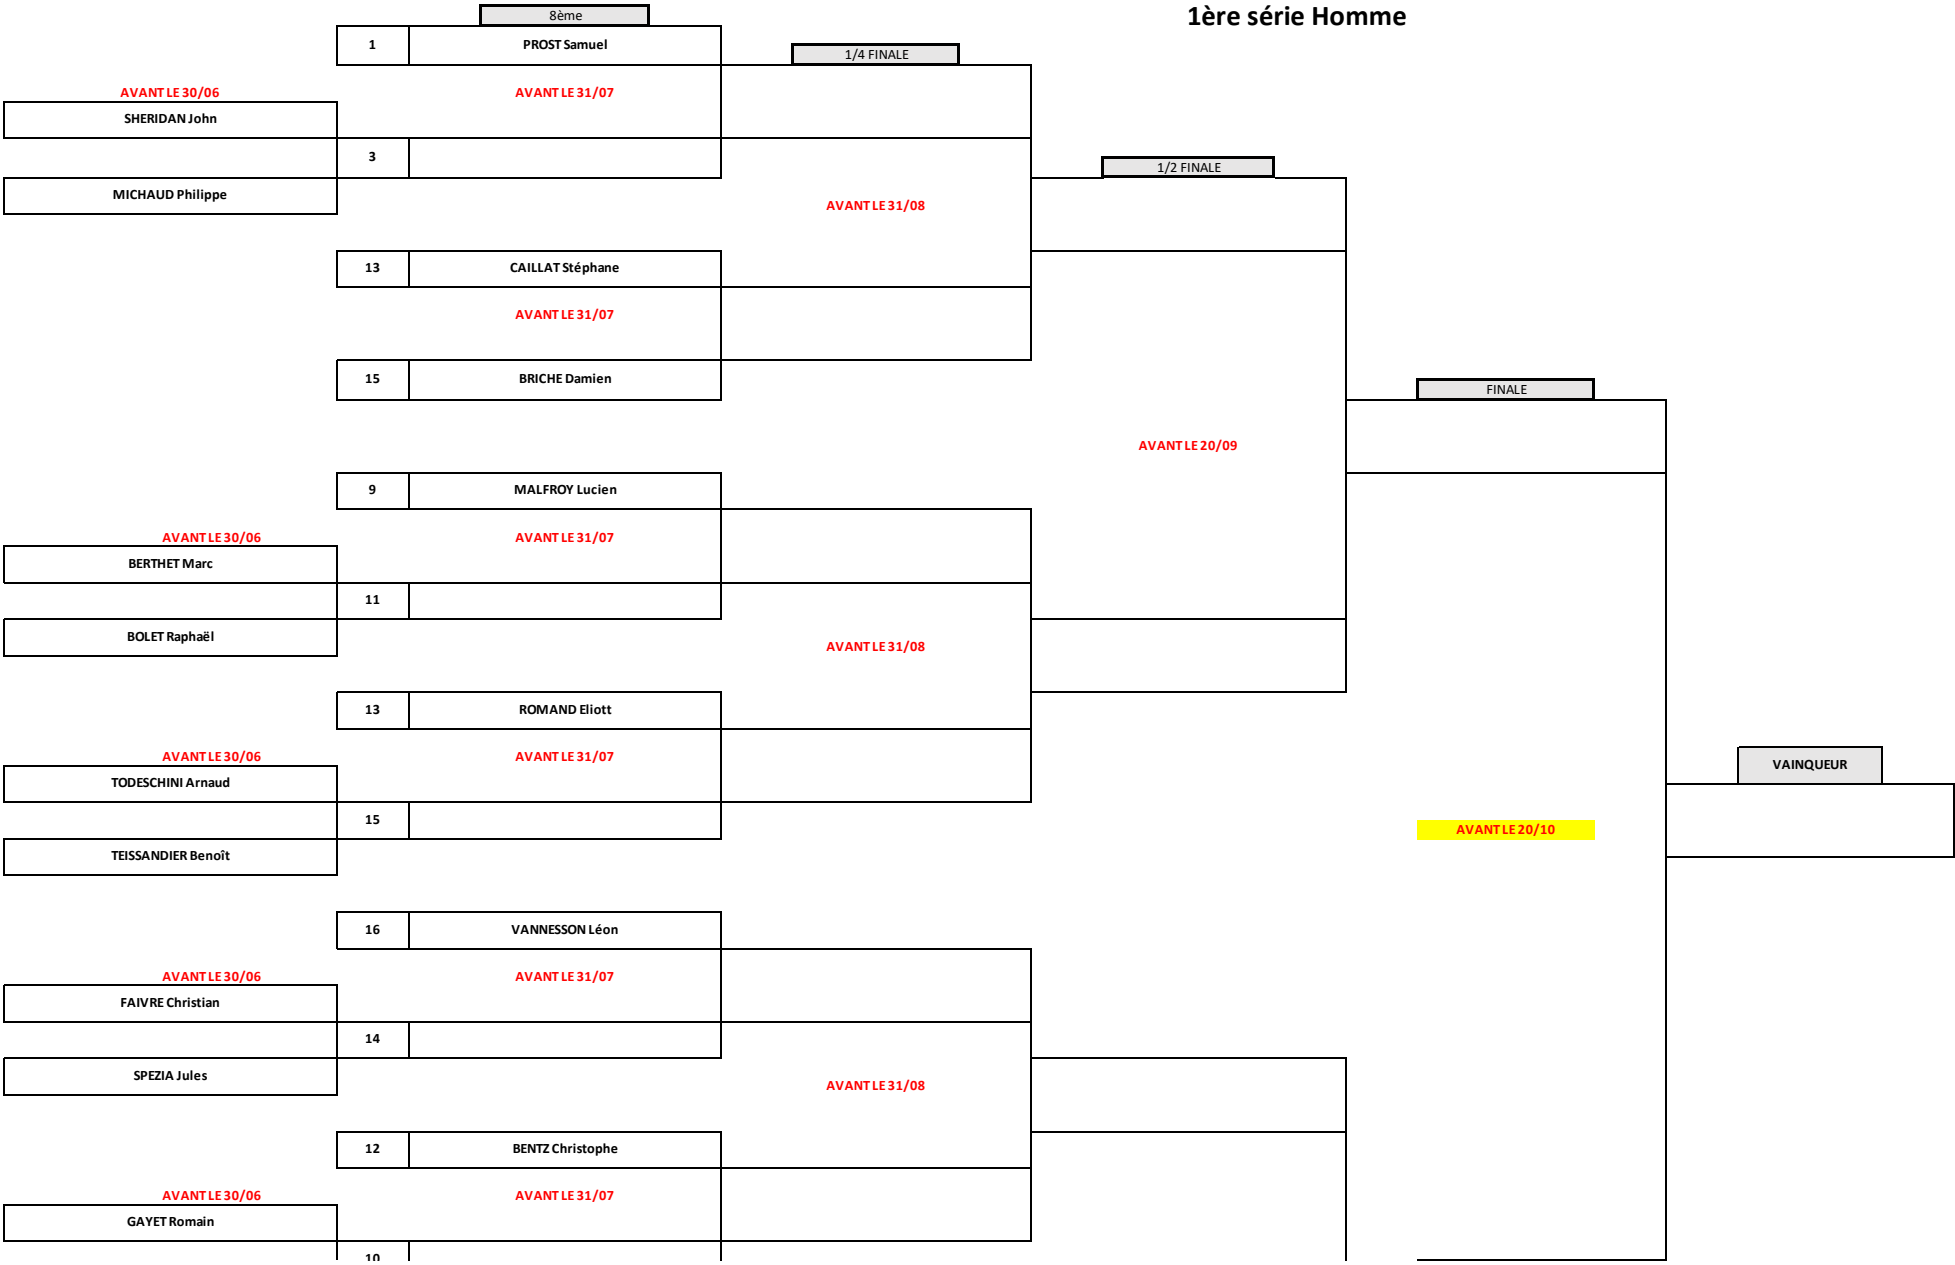 8ème
1ère série Homme
1 PROST Samuel
1/4 FINALE
AVANT LE 30/06 AVANT LE 31/07
SHERIDAN John
3
1/2 FINALE
MICHAUD Philippe
AVANT LE 31/08
13 CAILLAT Stéphane
AVANT LE 31/07
15 BRICHE Damien
FINALE
AVANT LE 20/09
9 MALFROY Lucien
AVANT LE 30/06 AVANT LE 31/07
BERTHET Marc
11
BOLET Raphaël
AVANT LE 31/08
13 ROMAND Eliott
AVANT LE 30/06 AVANT LE 31/07
VAINQUEUR
TODESCHINI Arnaud
15
AVANT LE 20/10
TEISSANDIER Benoît
16 VANNESSON Léon
AVANT LE 30/06 AVANT LE 31/07
FAIVRE Christian
14
SPEZIA Jules
AVANT LE 31/08
12 BENTZ Christophe
AVANT LE 30/06 AVANT LE 31/07
GAYET Romain
10